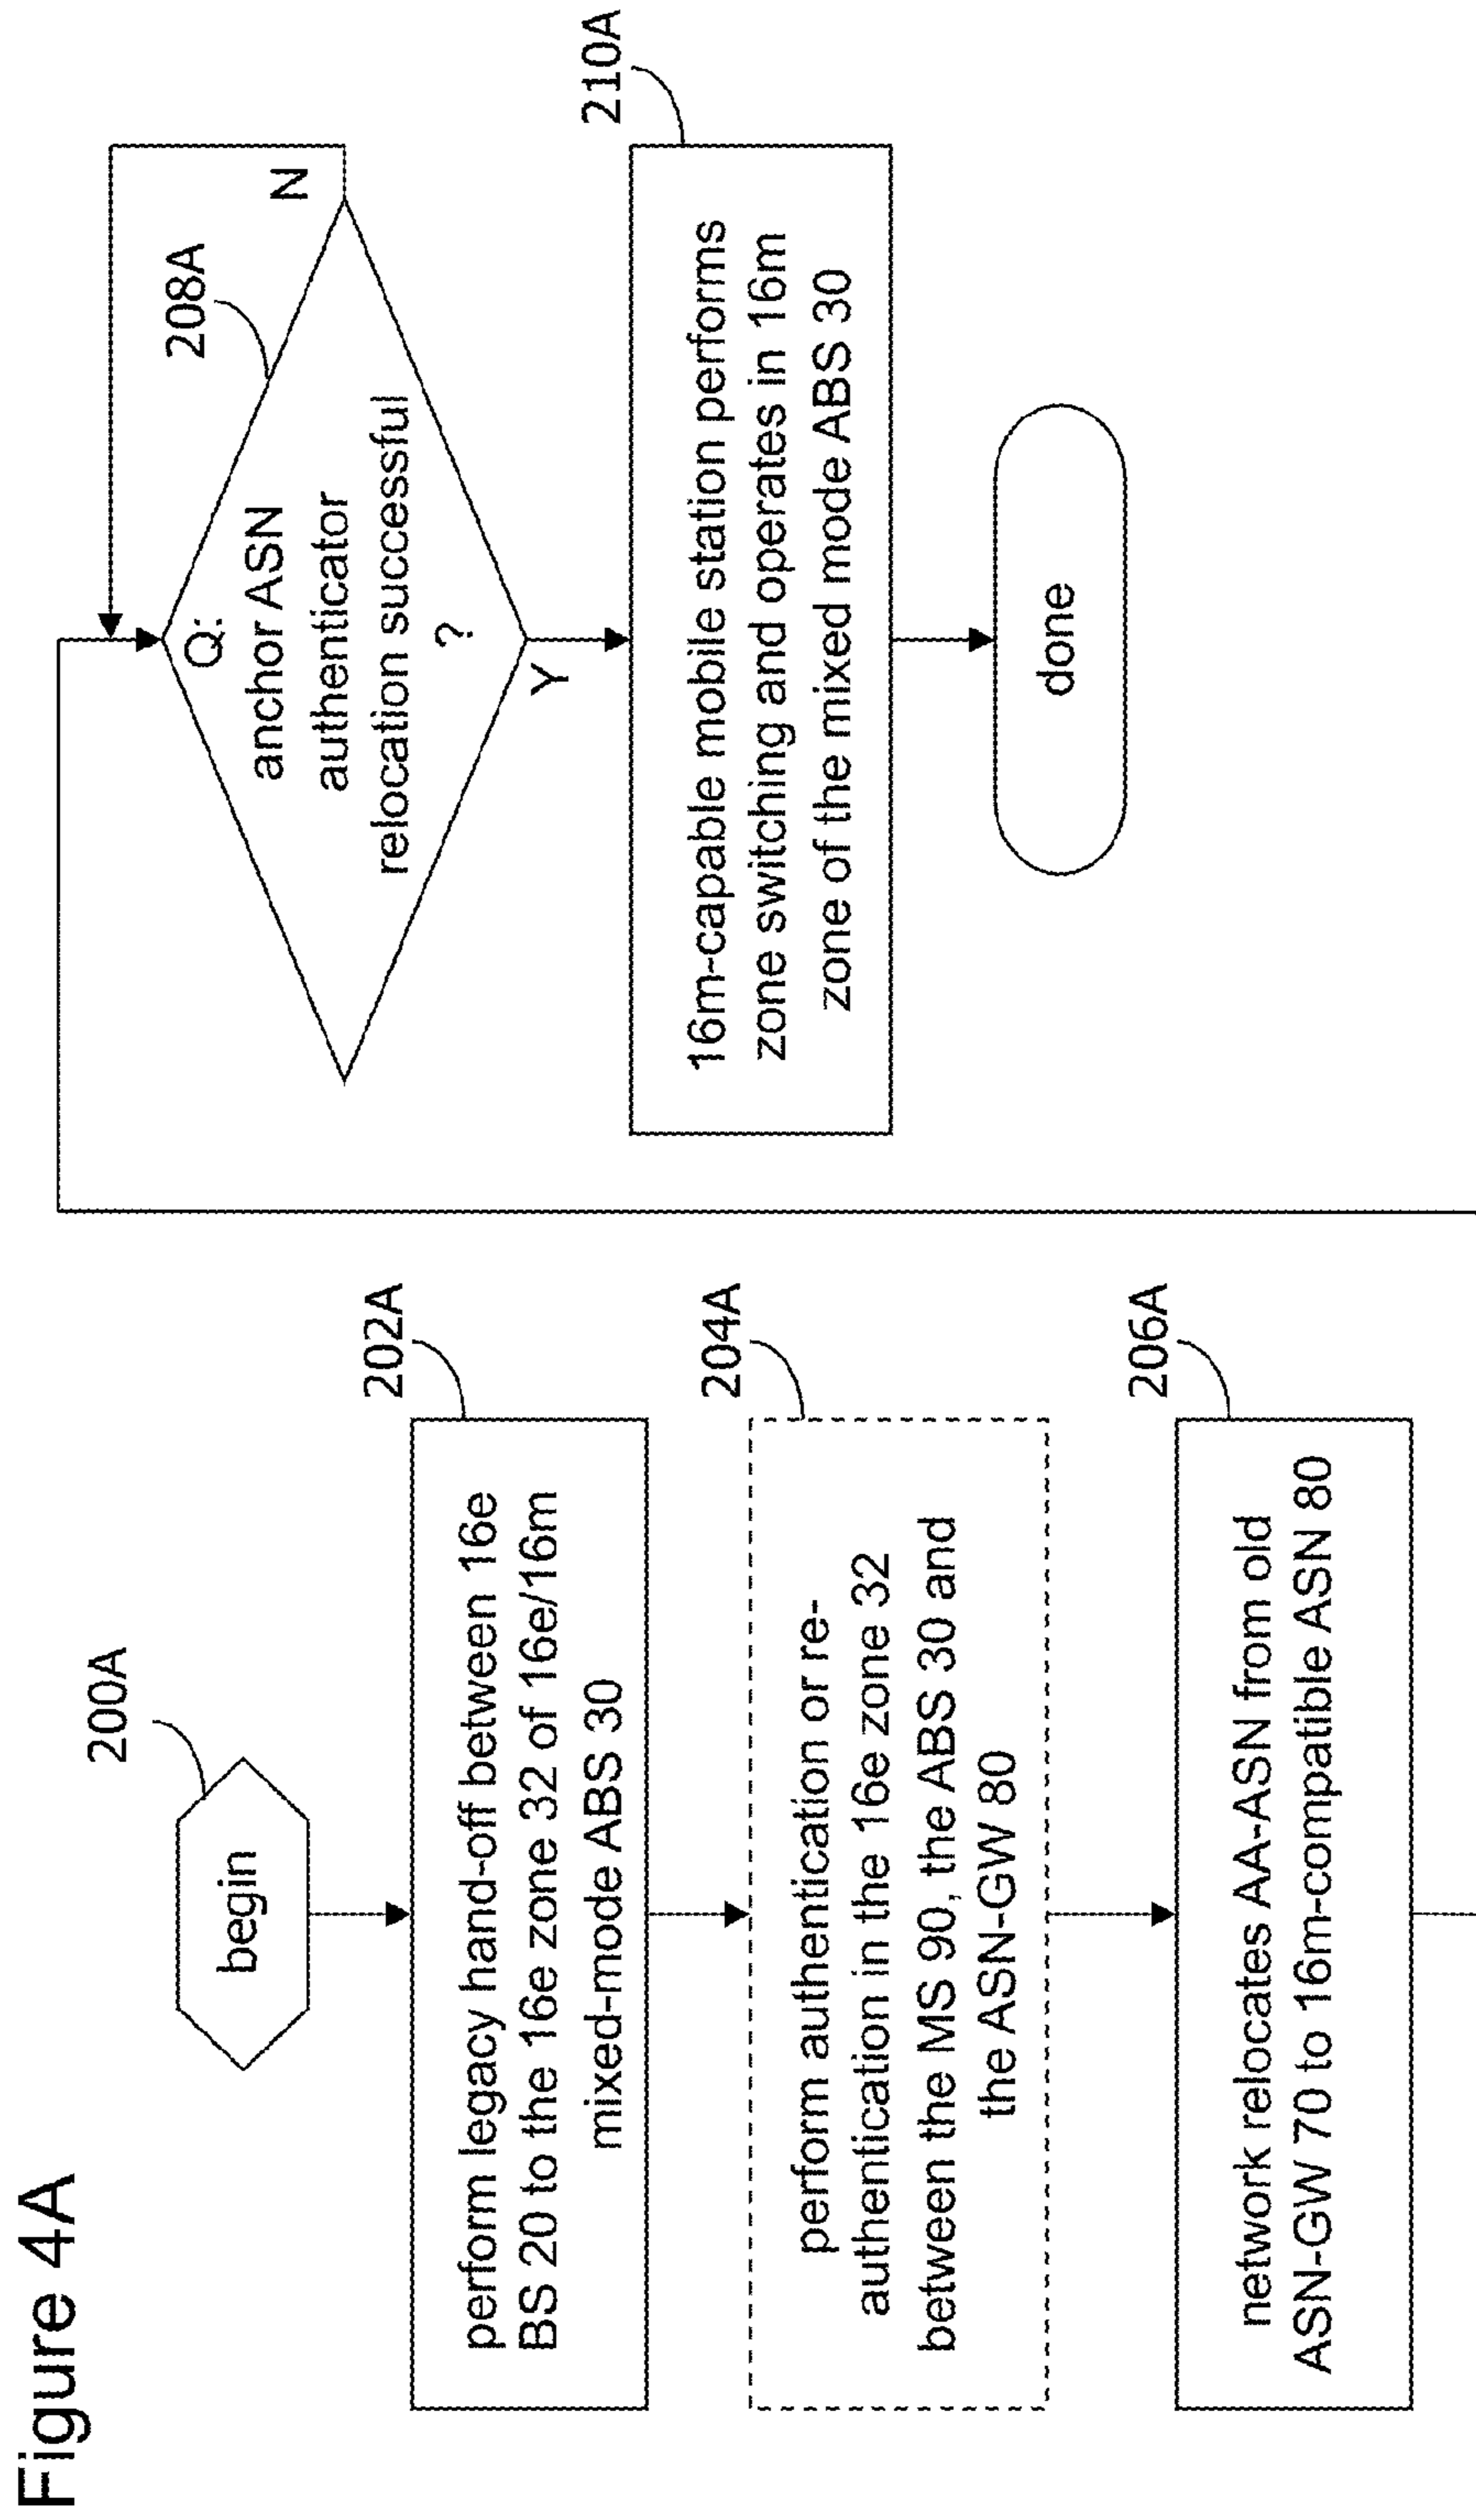 Figure 4A
200A
begin
202A
perform legacy hand-off between 16e
BS 20 to the 16e zone 32 of 16e/16m
mixed-mode ABS 30
204A
perform authentication or re-
authentication in the 16e zone 32
between the MS 90, the ABS 30 and
the ASN-GW 80
206A
network relocates AA-ASN from old
ASN-GW 70 to 16m-compatible ASN 80
208A
Q:
anchor ASN
authenticator
relocation successful
?
N
Y
210A
16m-capable mobile station performs
zone switching and operates in 16m
zone of the mixed mode ABS 30
done